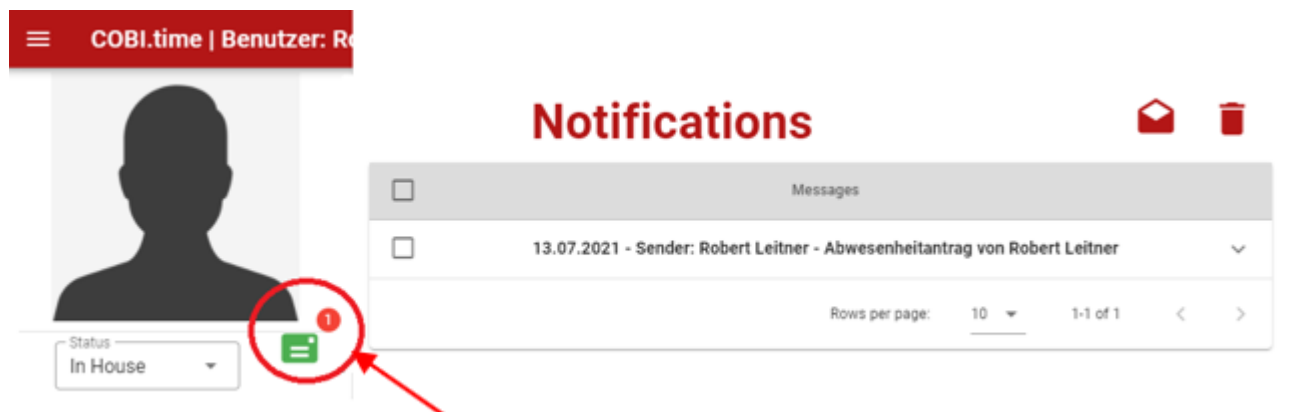 COBI.time | Benutzer: Ro
Notifications
Messages
13.07.2021 - Sender: Robert Leitner - Abwesenheitantrag von Robert Leitner
Rows per page: 10 1-1 of 1
1
Status
In House